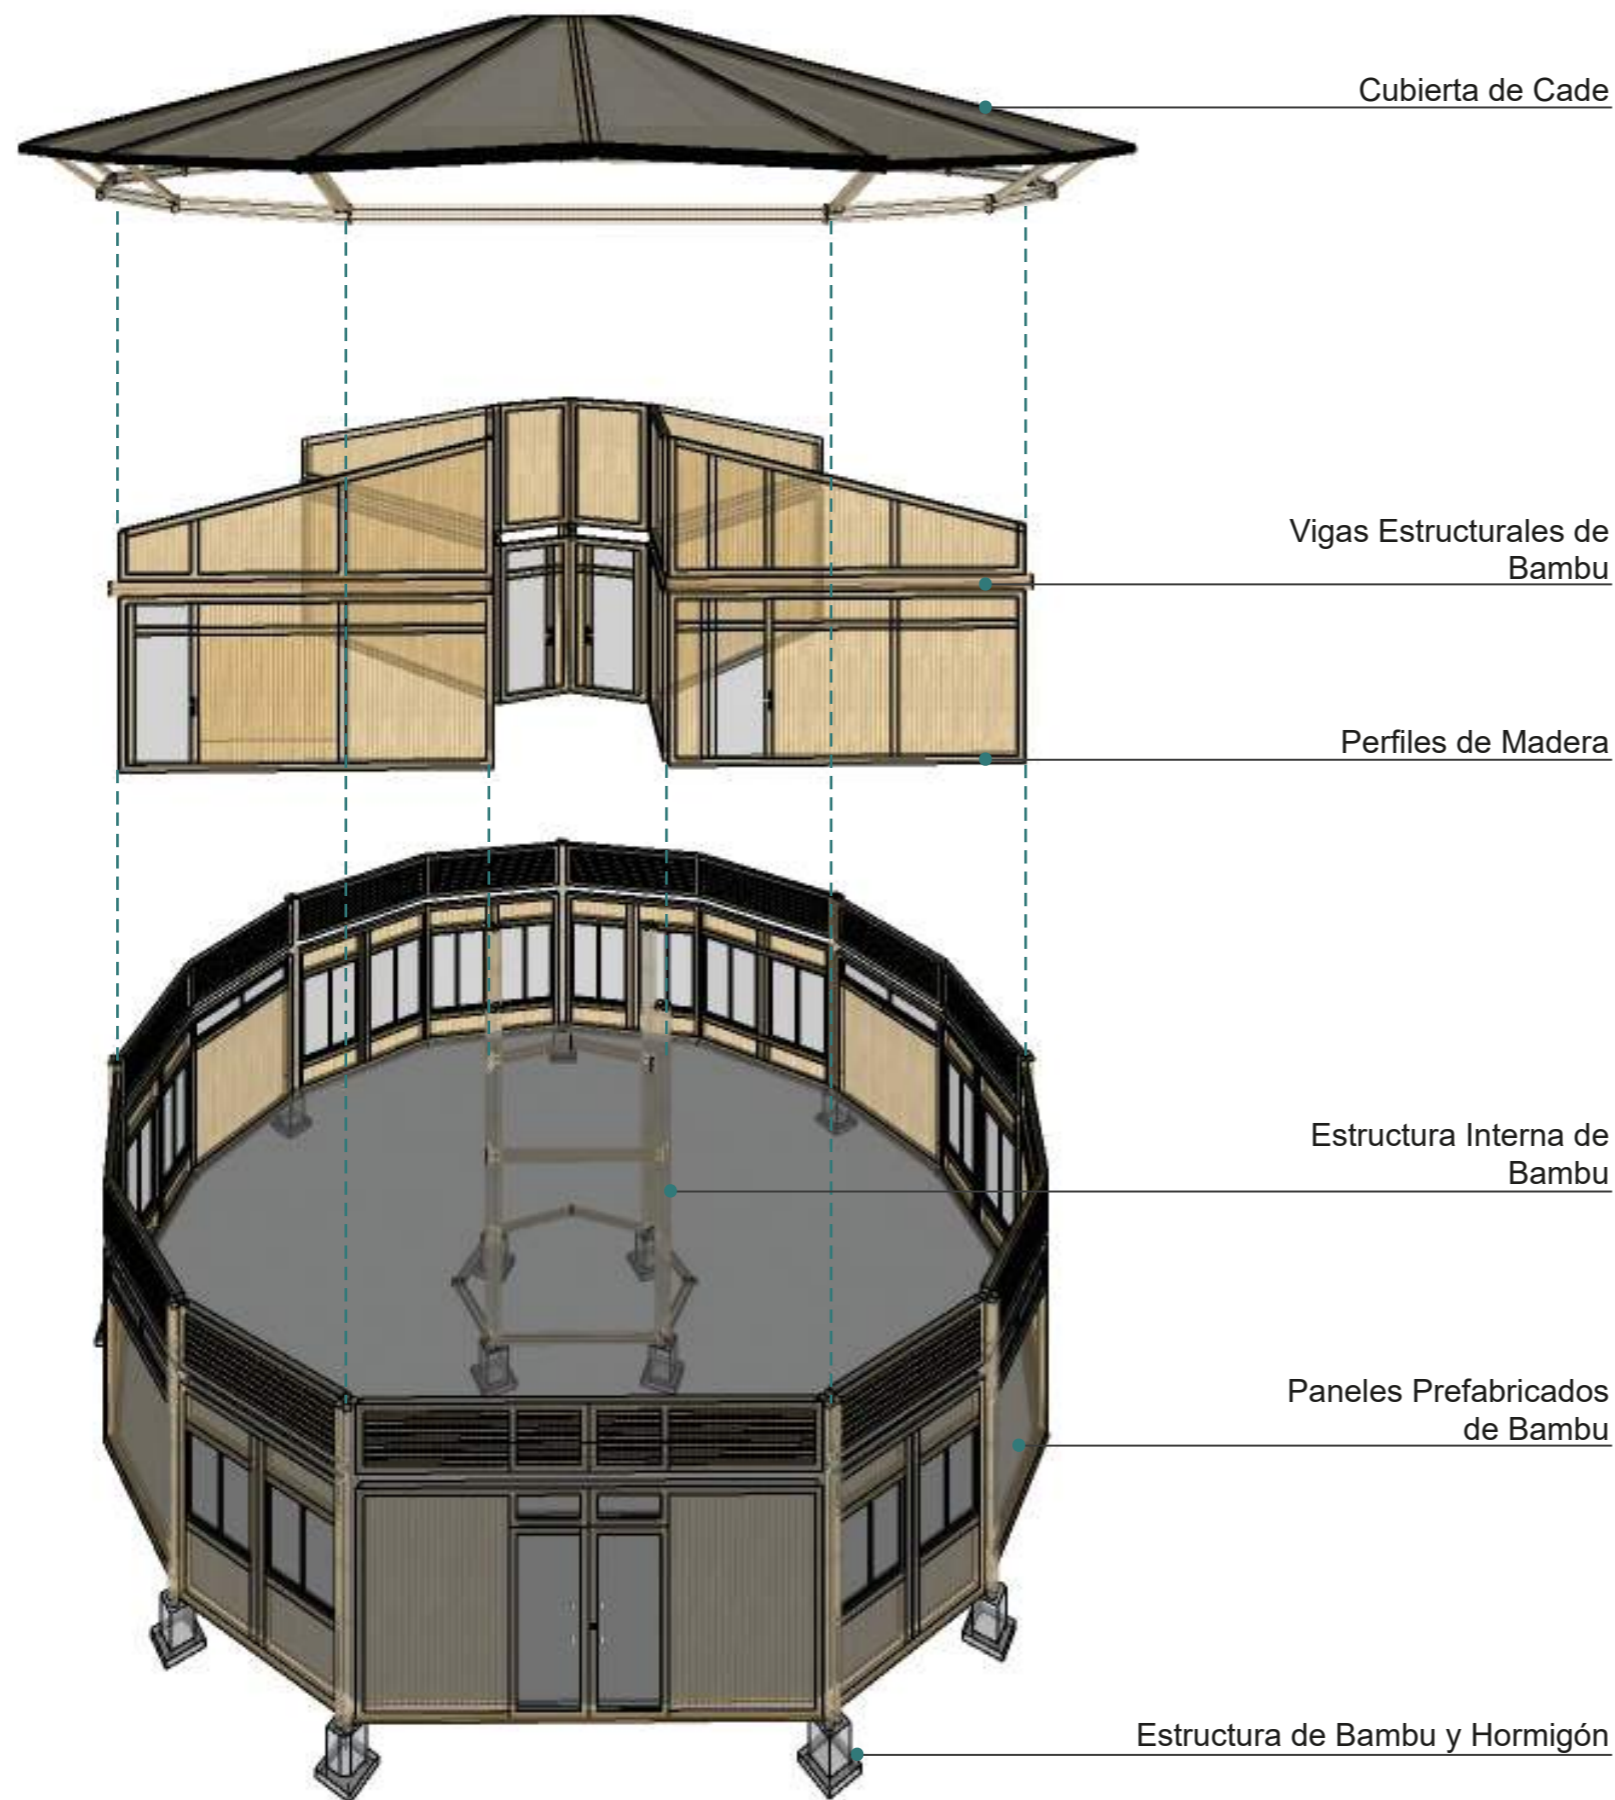 Cubierta de Cade
Vigas Estructurales de
Bambu
Perfiles de Madera
Estructura Interna de
Bambu
Paneles Prefabricados
de Bambu
Estructura de Bambu y Hormigón